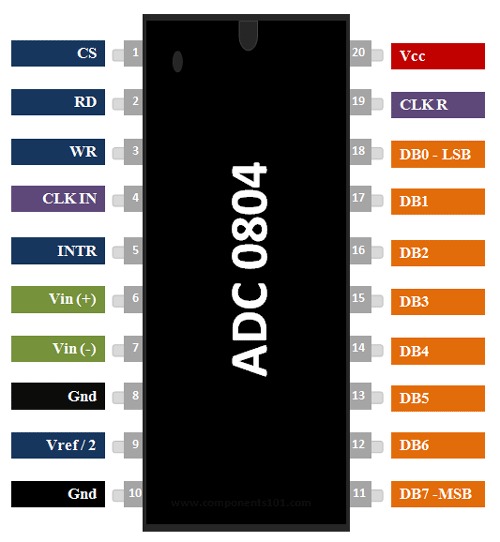 CS 1 20 Vcc
RD 2 19 CLK R
WR 3 18 DB0 - LSB
CLK IN 4 17 DB1
INTR 5 16 DB2
Vin (+) 6 15 DB3
Vin (-) 7 14 DB4
Gnd 8 13 DB5
Vref / 2 9 12 DB6
Gnd 10 11 DB7 -MSB
ADC 0804
www.components101.com